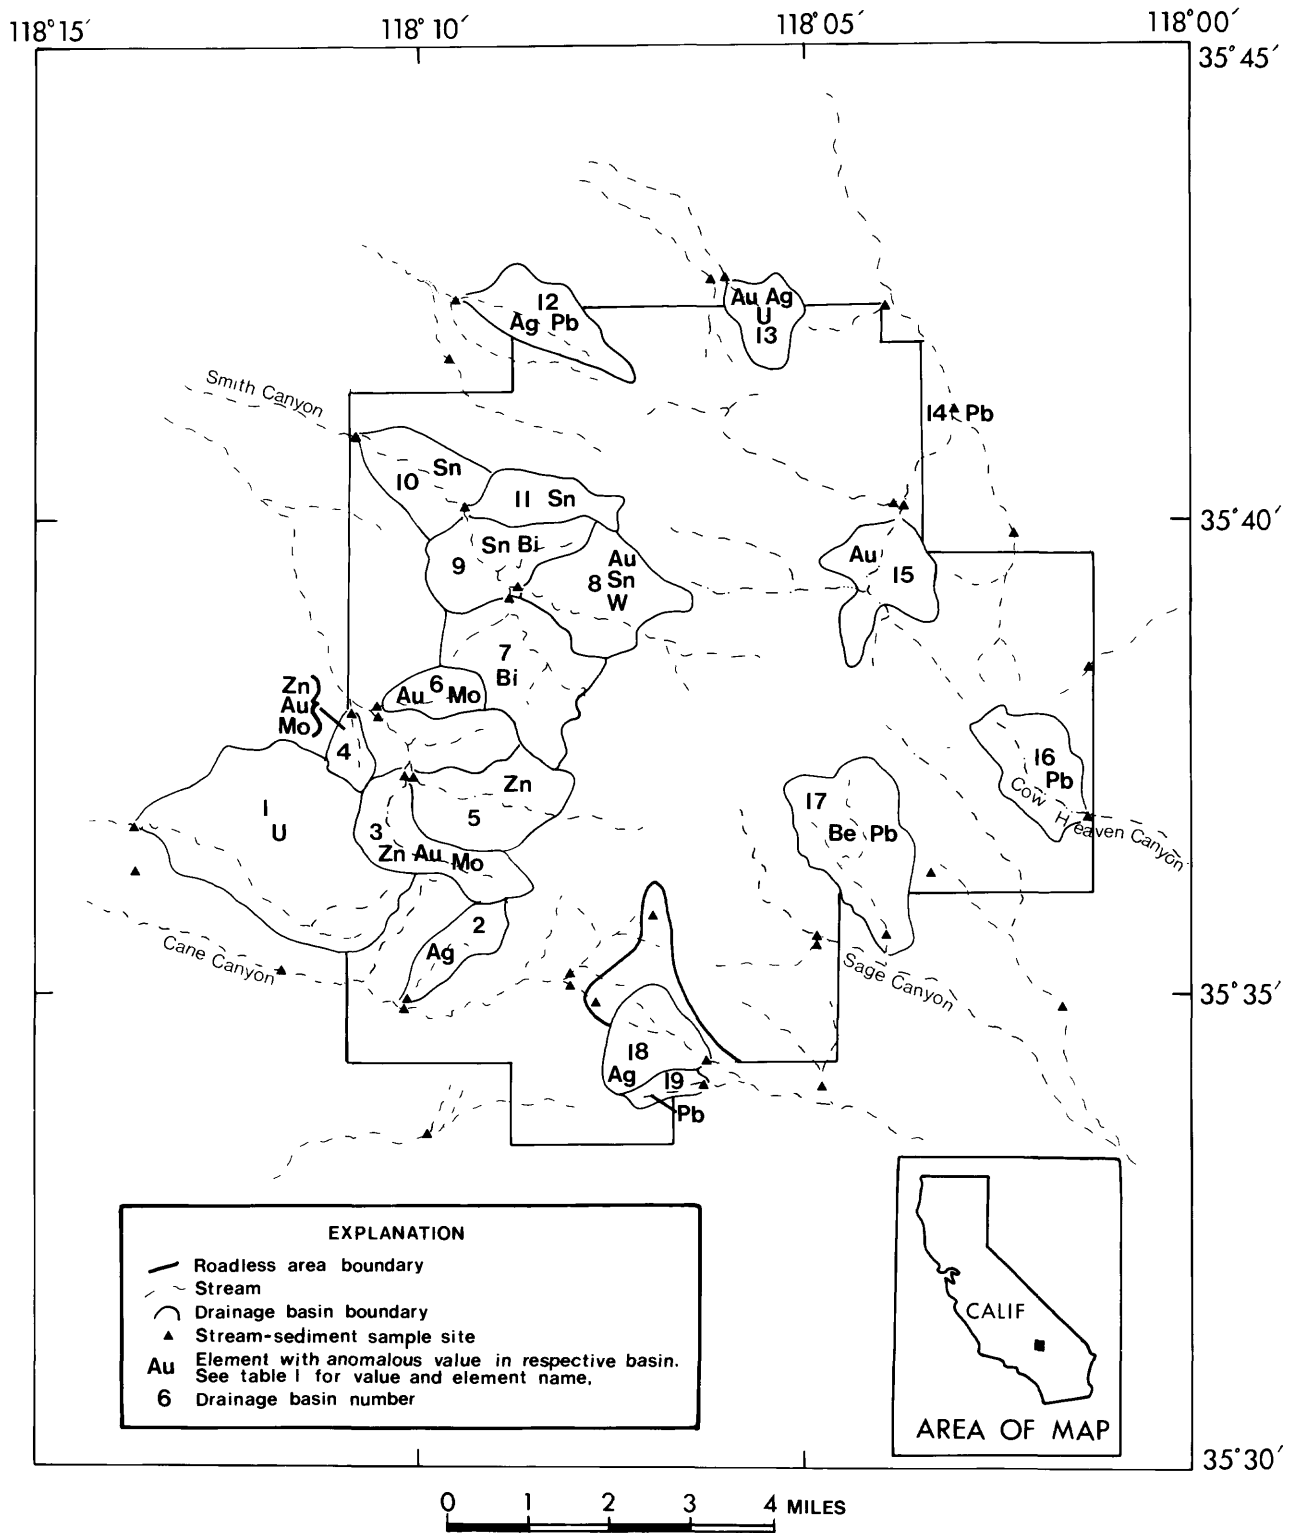 118°15′
118°10′
118°05′
118°00′
35°45′
Au Ag
U
13
12
Ag Pb
Smith Canyon
14 Pb
Sn
10
11 Sn
35°40′
Sn Bi
9
Au
8 Sn
W
Au
15
7
Bi
Zn
Au
Mo
6
Au Mo
4
16
Pb
Cow Heaven Canyon
Zn
5
1
U
3
Zn Au Mo
17
Be Pb
2
Ag
Cane Canyon
Sage Canyon
35°35′
18
Ag
19
Pb
EXPLANATION
Roadless area boundary
Stream
Drainage basin boundary
Stream-sediment sample site
Au Element with anomalous value in respective basin.
See table 1 for value and element name.
6 Drainage basin number
CALIF
AREA OF MAP
35°30′
0 1 2 3 4 MILES